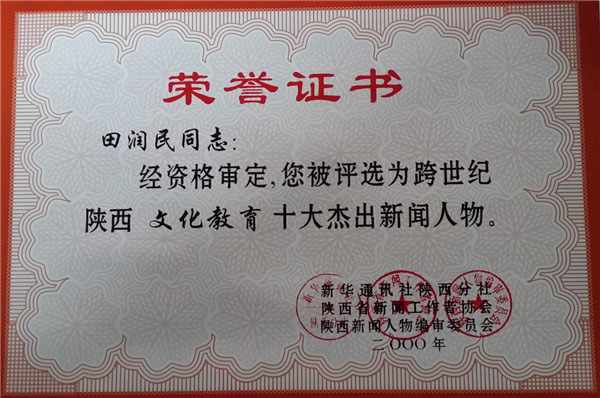 荣誉证书
田润民同志:
经资格审定,您被评选为跨世纪
陕西 文化教育 十大杰出新闻人物。
新华通讯社陕西分社
陕西省新闻工作者协会
陕西新闻人物编审委员会
二000年